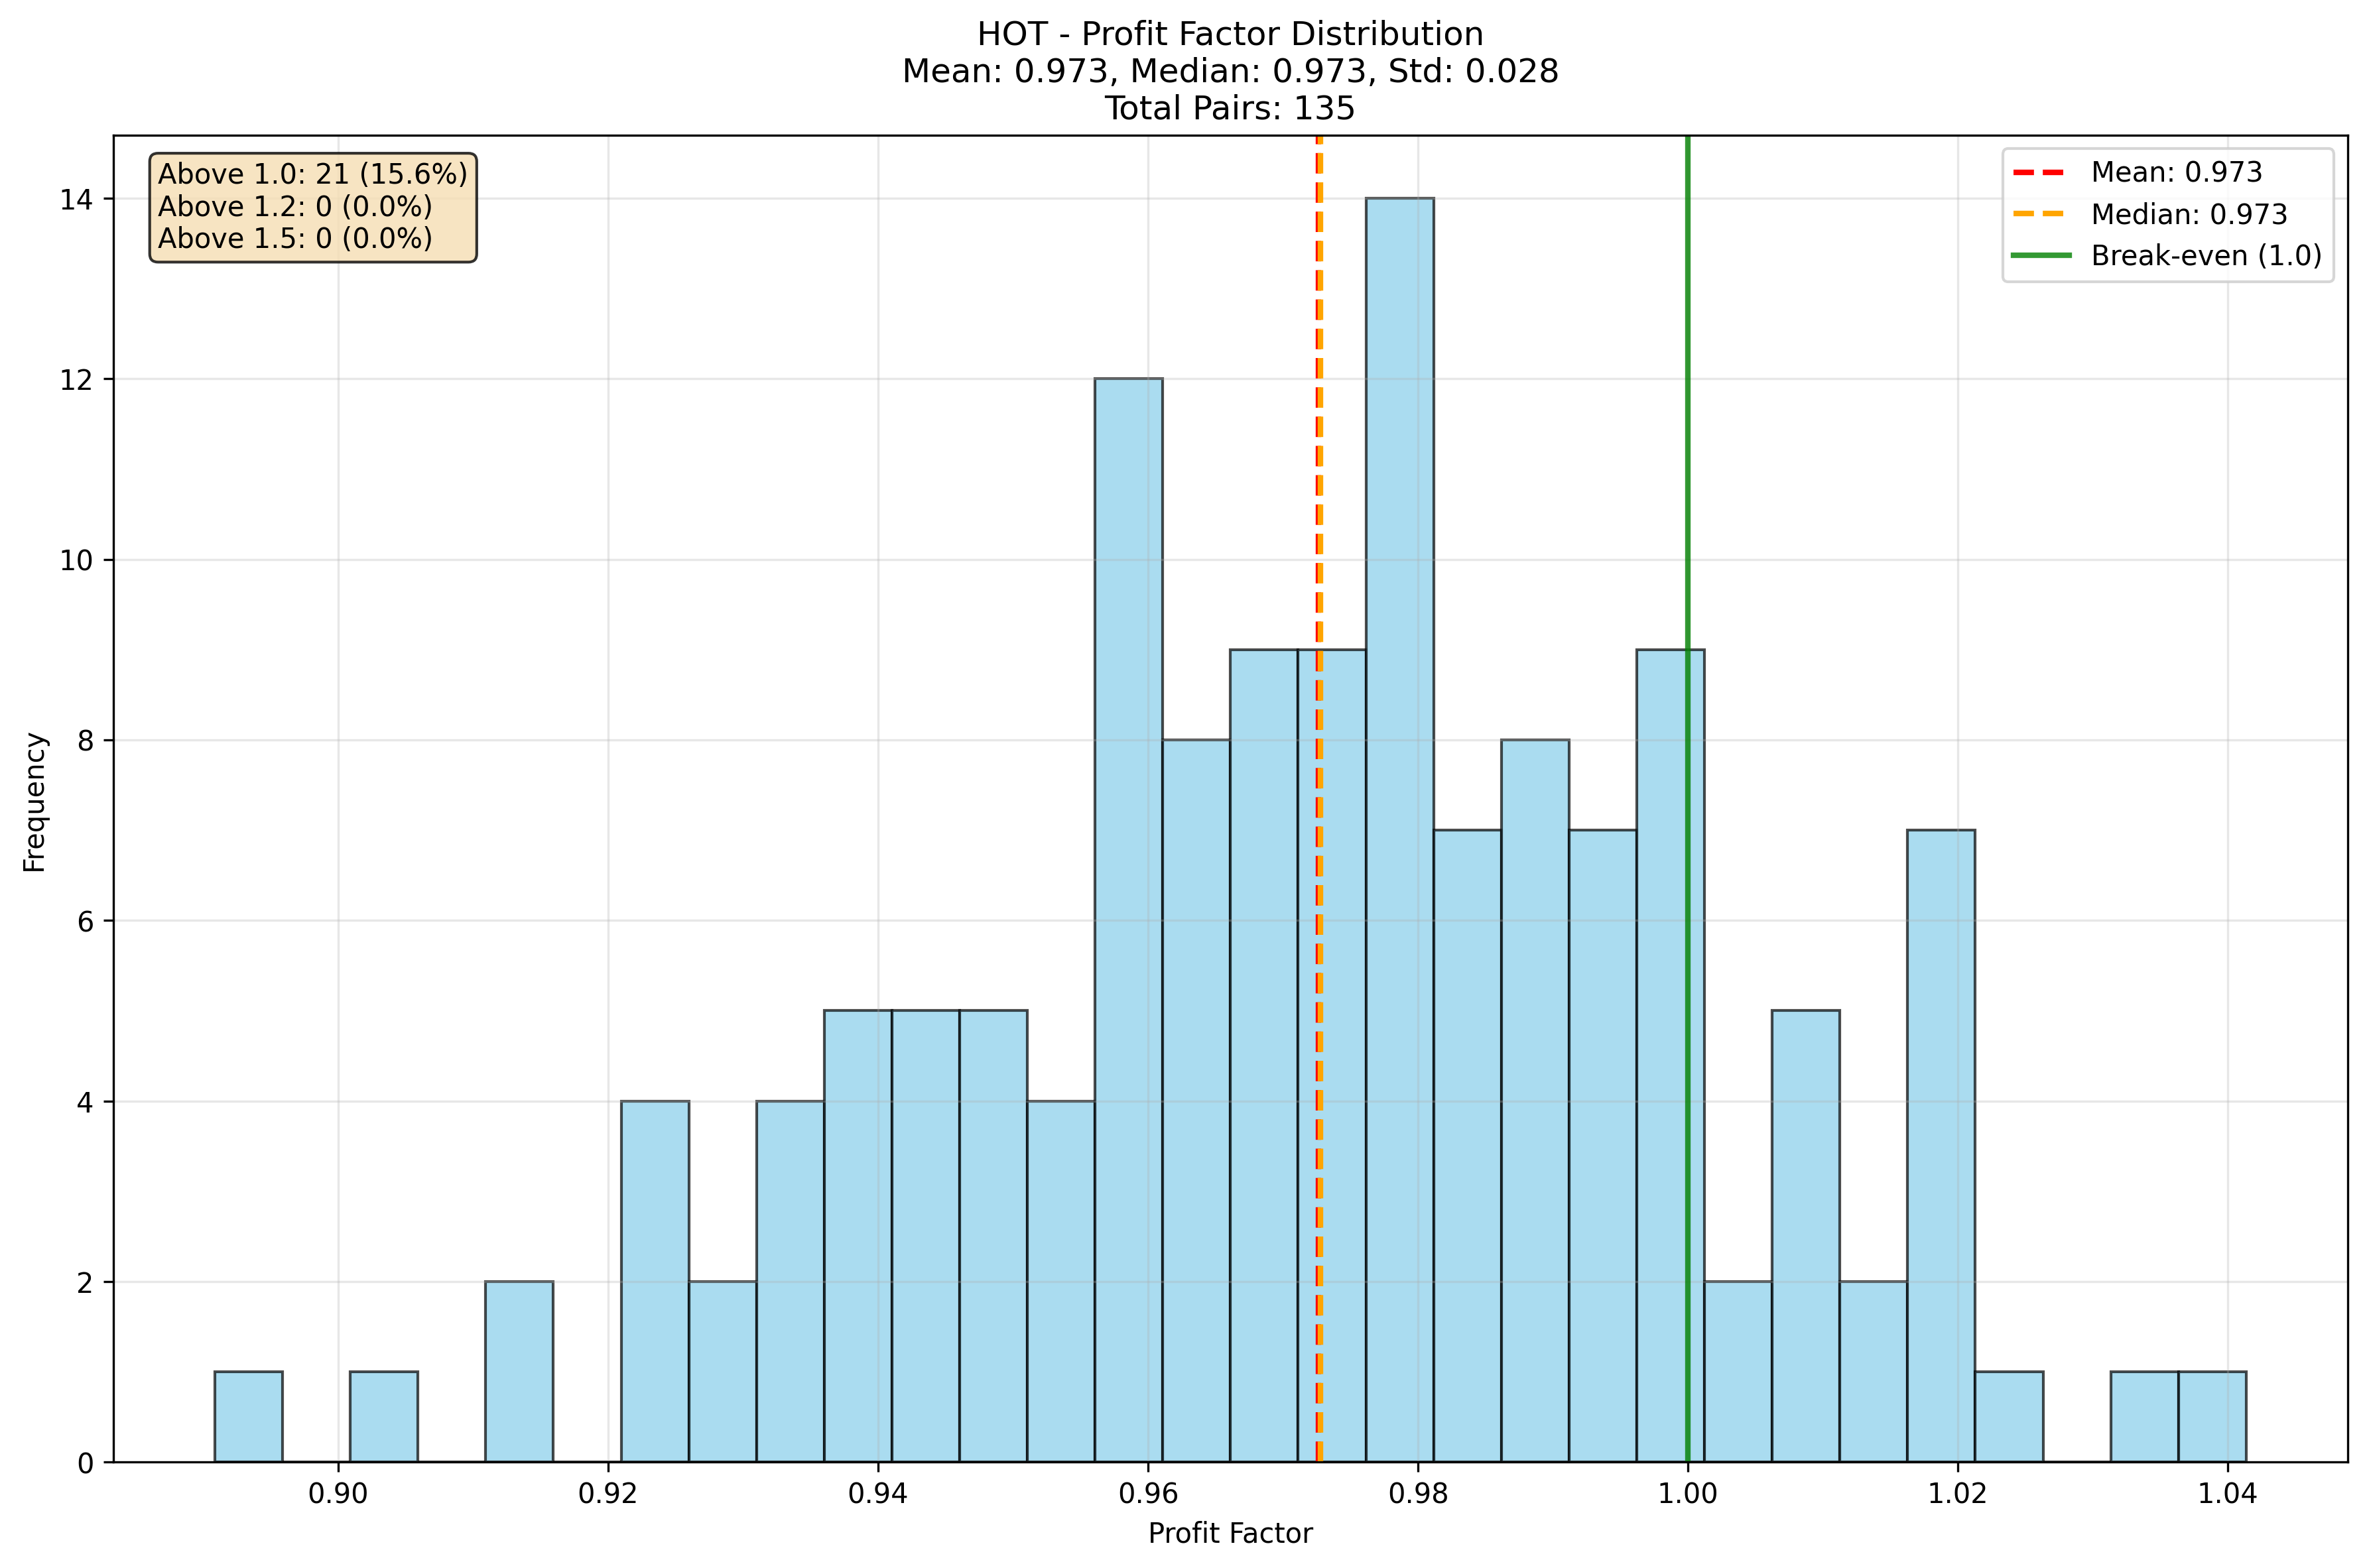 HOT - Profit Factor Distribution
Mean: 0.973, Median: 0.973, Std: 0.028
Total Pairs: 135
Above 1.0: 21 (15.6%)
Above 1.2: 0 (0.0%)
Above 1.5: 0 (0.0%)
Mean: 0.973
Median: 0.973
Break-even (1.0)
Frequency
14
12
10
8
6
4
2
0
0.90 0.92 0.94 0.96 0.98 1.00 1.02 1.04
Profit Factor